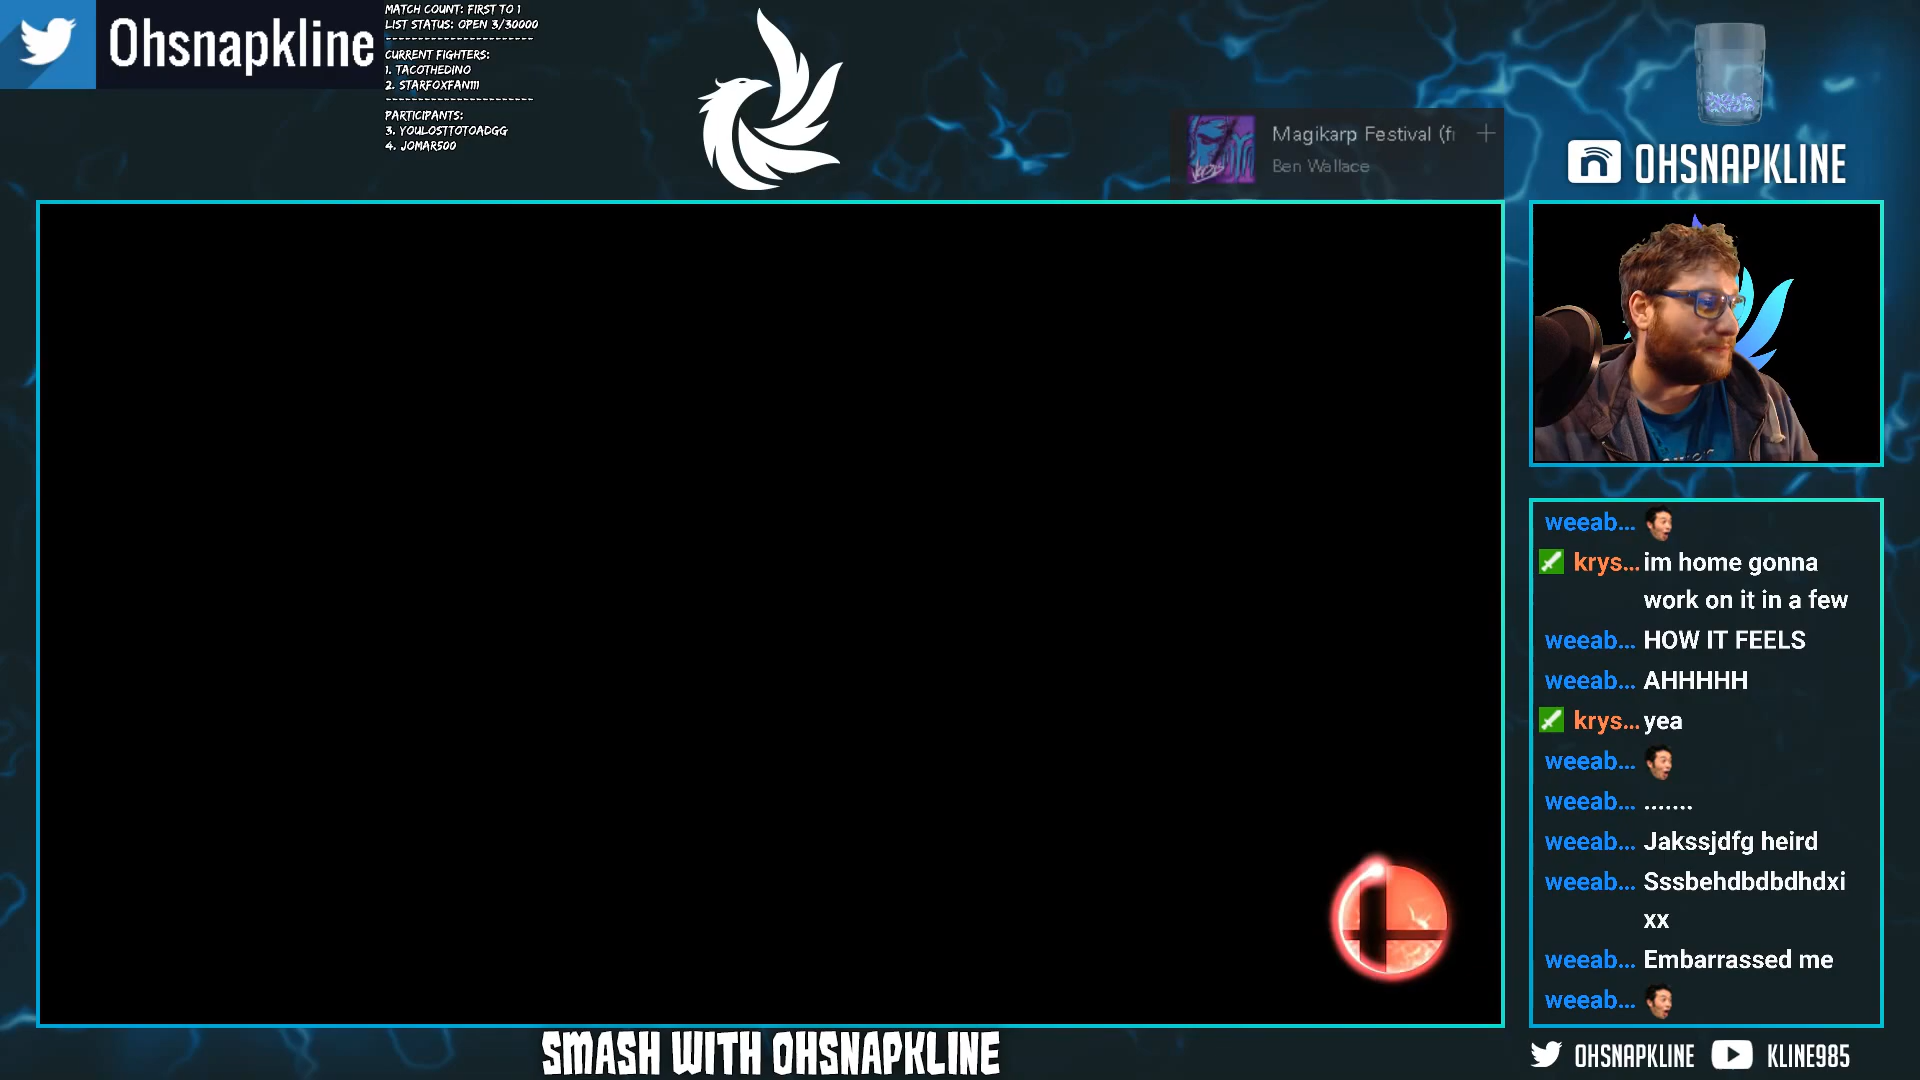 Ohsnapkline
MATCH COUNT: FIRST TO 1
LIST STATUS: OPEN 3/30000
------------------------
CURRENT FIGHTERS:
1. TACOTHEDINO
2. STARFOXFAN111
------------------------
PARTICIPANTS:
3. YOULOSTTOTOADGG
4. JOMAR500
Magikarp Festival (fr
Ben Wallace
OHSNAPKLINE
weeab...
krys... im home gonna
work on it in a few
weeab... HOW IT FEELS
weeab... AHHHHH
krys... yea
weeab...
weeab... .......
weeab... Jakssjdfg heird
weeab... Sssbehdbdbdhdxi
xx
weeab... Embarrassed me
weeab...
SMASH WITH OHSNAPKLINE
OHSNAPKLINE KLINE985